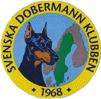 SVENSKA DOBERMANN KLUBBEN
• 1968 •